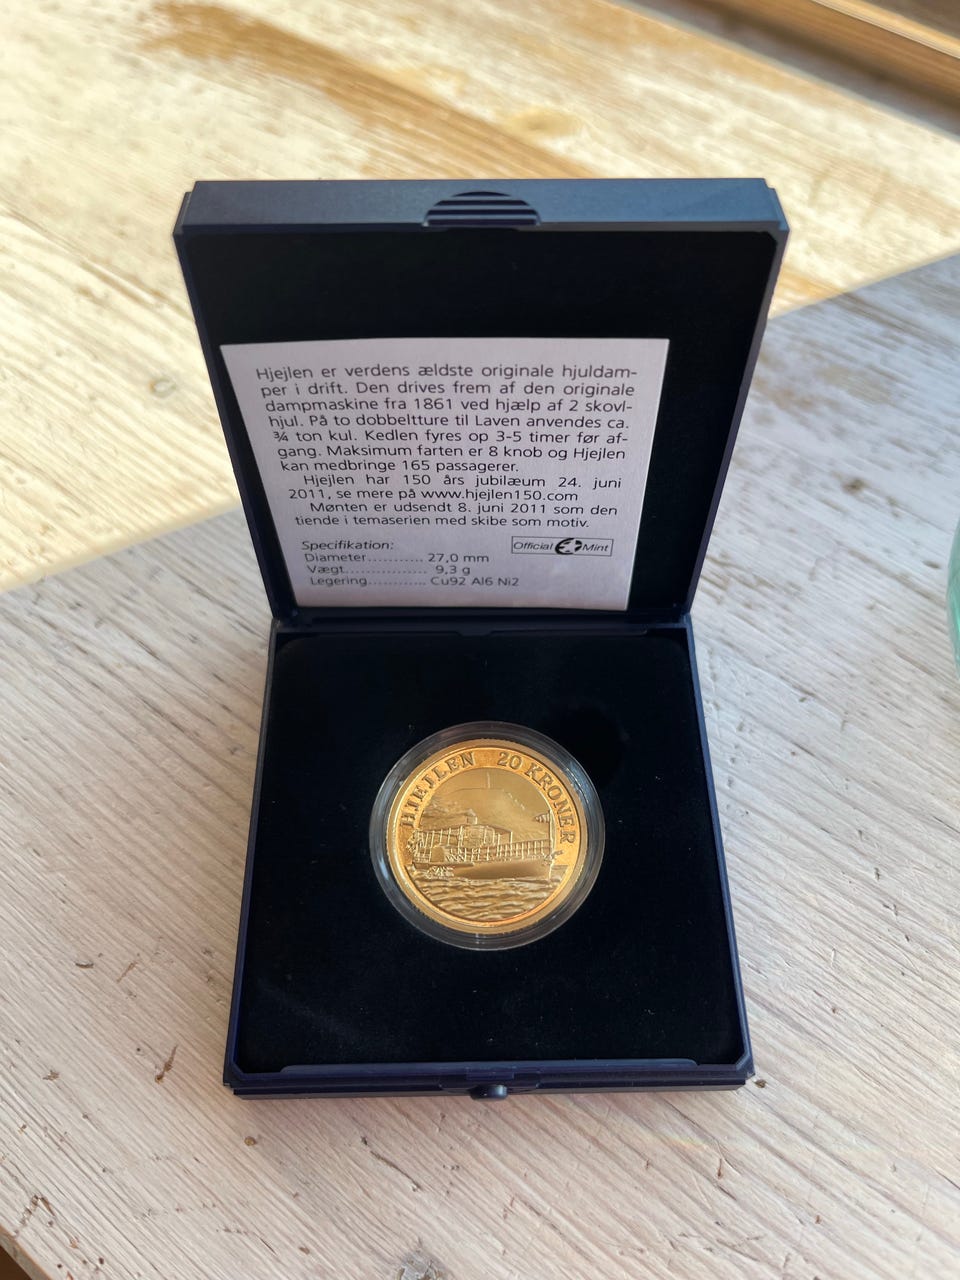 Hjejlen er verdens ældste originale hjuldam-
per i drift. Den drives frem af den originale
dampmaskine fra 1861 ved hjælp af 2 skovl-
hjul. På to dobbeltture til Laven anvendes ca.
¾ ton kul. Kedlen fyres op 3-5 timer før af-
gang. Maksimum farten er 8 knob og Hjejlen
kan medbringe 165 passagerer.
Hjejlen har 150 års jubilæum 24. juni
2011, se mere på www.hjejlen150.com
Mønten er udsendt 8. juni 2011 som den
tiende i temaserien med skibe som motiv.
Specifikation:
Diameter........... 27,0 mm
Vægt................. 9,3 g
Legering............ Cu92 Al6 Ni2
Official Mint
HJEJLEN 20 KRONER